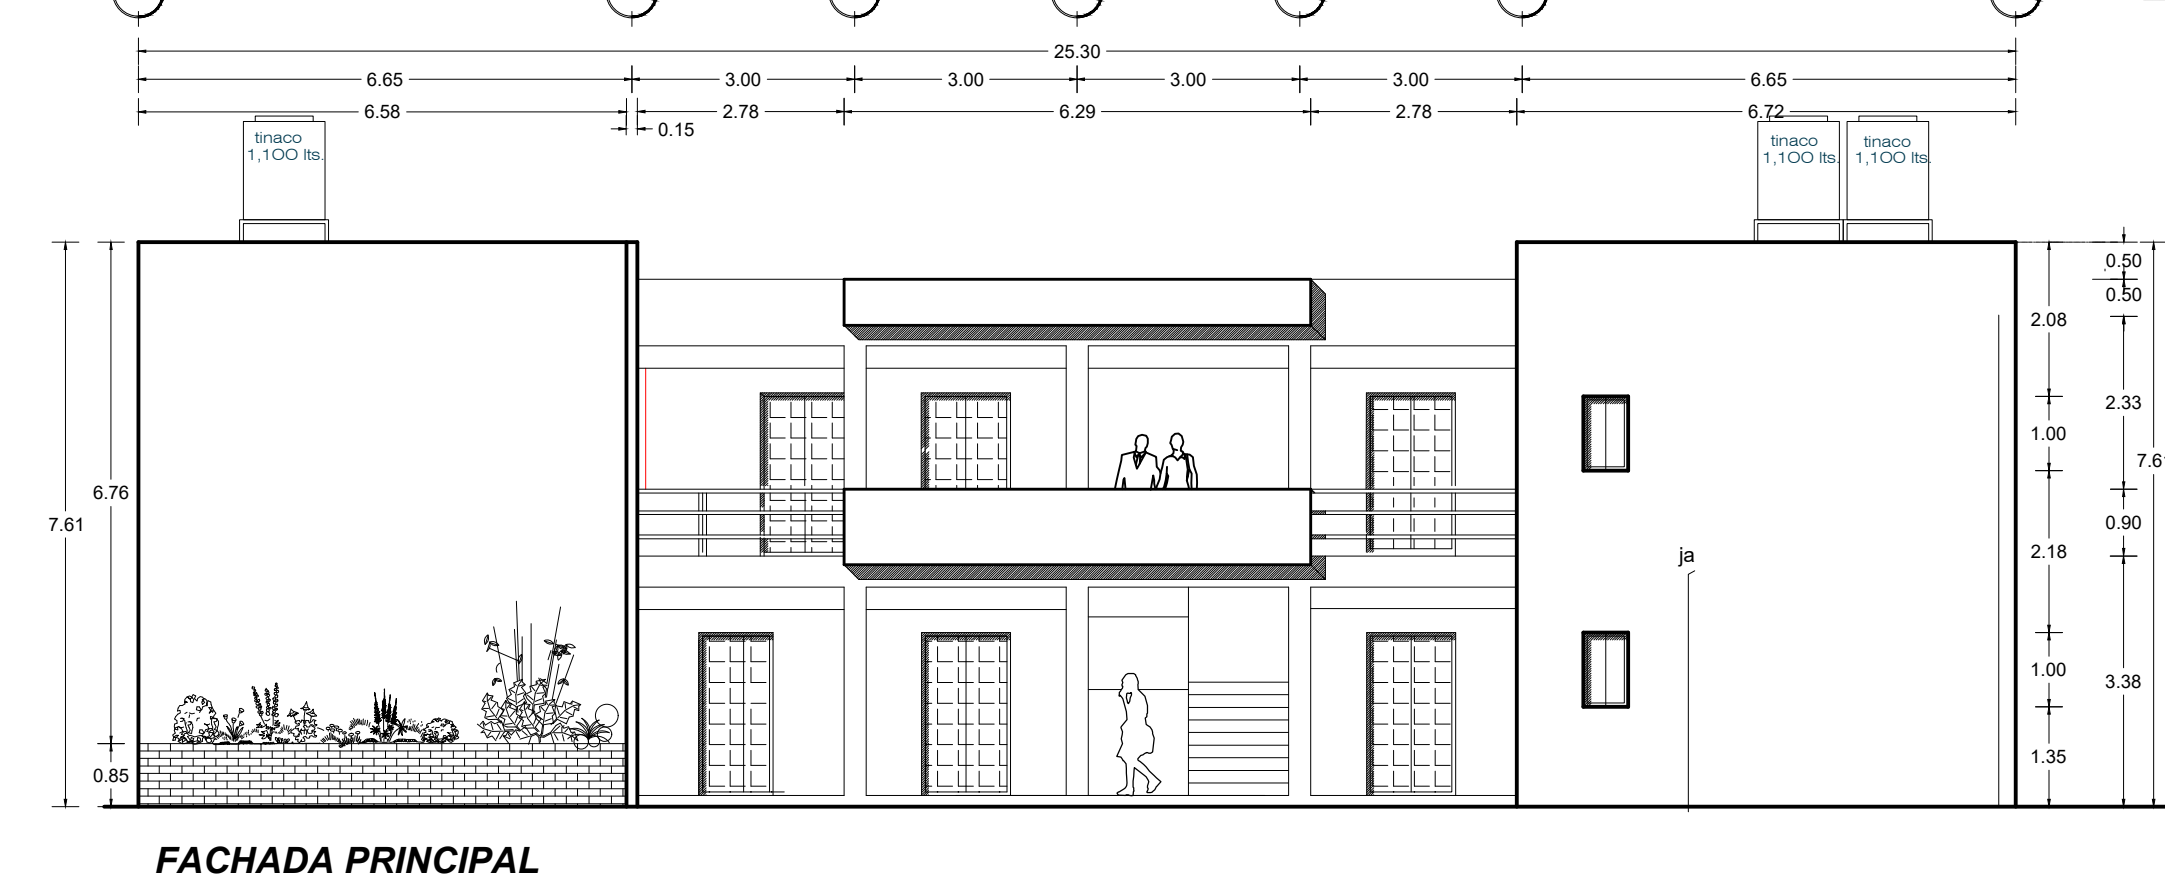 25.30
6.65 3.00 3.00 3.00 3.00 6.65
6.58 2.78 6.29 2.78 6.72
0.15
tinaco
1,100 lts.
tinaco
1,100 lts.
tinaco
1,100 lts.
0.50
0.50
2.08
2.33
1.00
7.6
6.76
7.61
0.90
2.18
ja
1.00
3.38
1.35
0.85
FACHADA PRINCIPAL